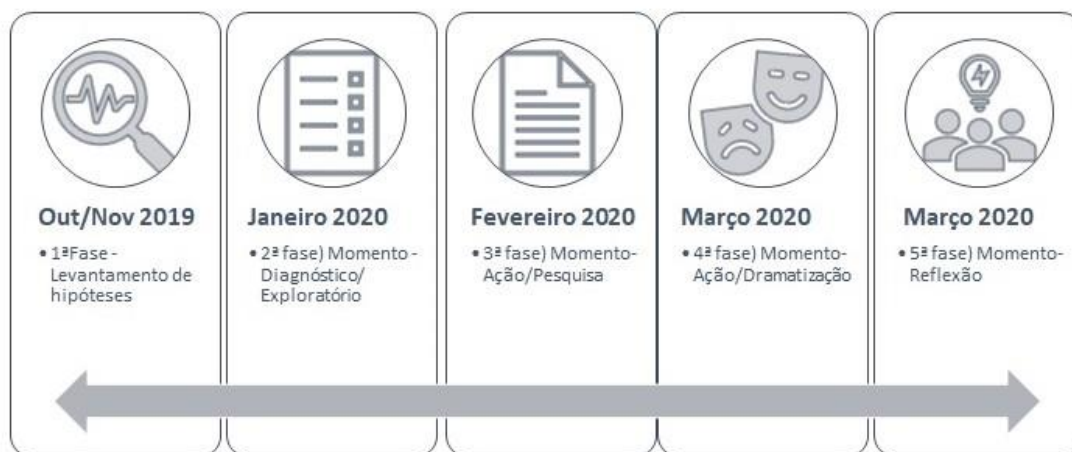 Out/Nov 2019
• 1ªFase -
Levantamento de
hipóteses
Janeiro 2020
• 2ª fase) Momento -
Diagnóstico/
Exploratório
Fevereiro 2020
• 3ª fase) Momento-
Ação/Pesquisa
Março 2020
• 4ª fase) Momento-
Ação/Dramatização
Março 2020
• 5ª fase) Momento-
Reflexão